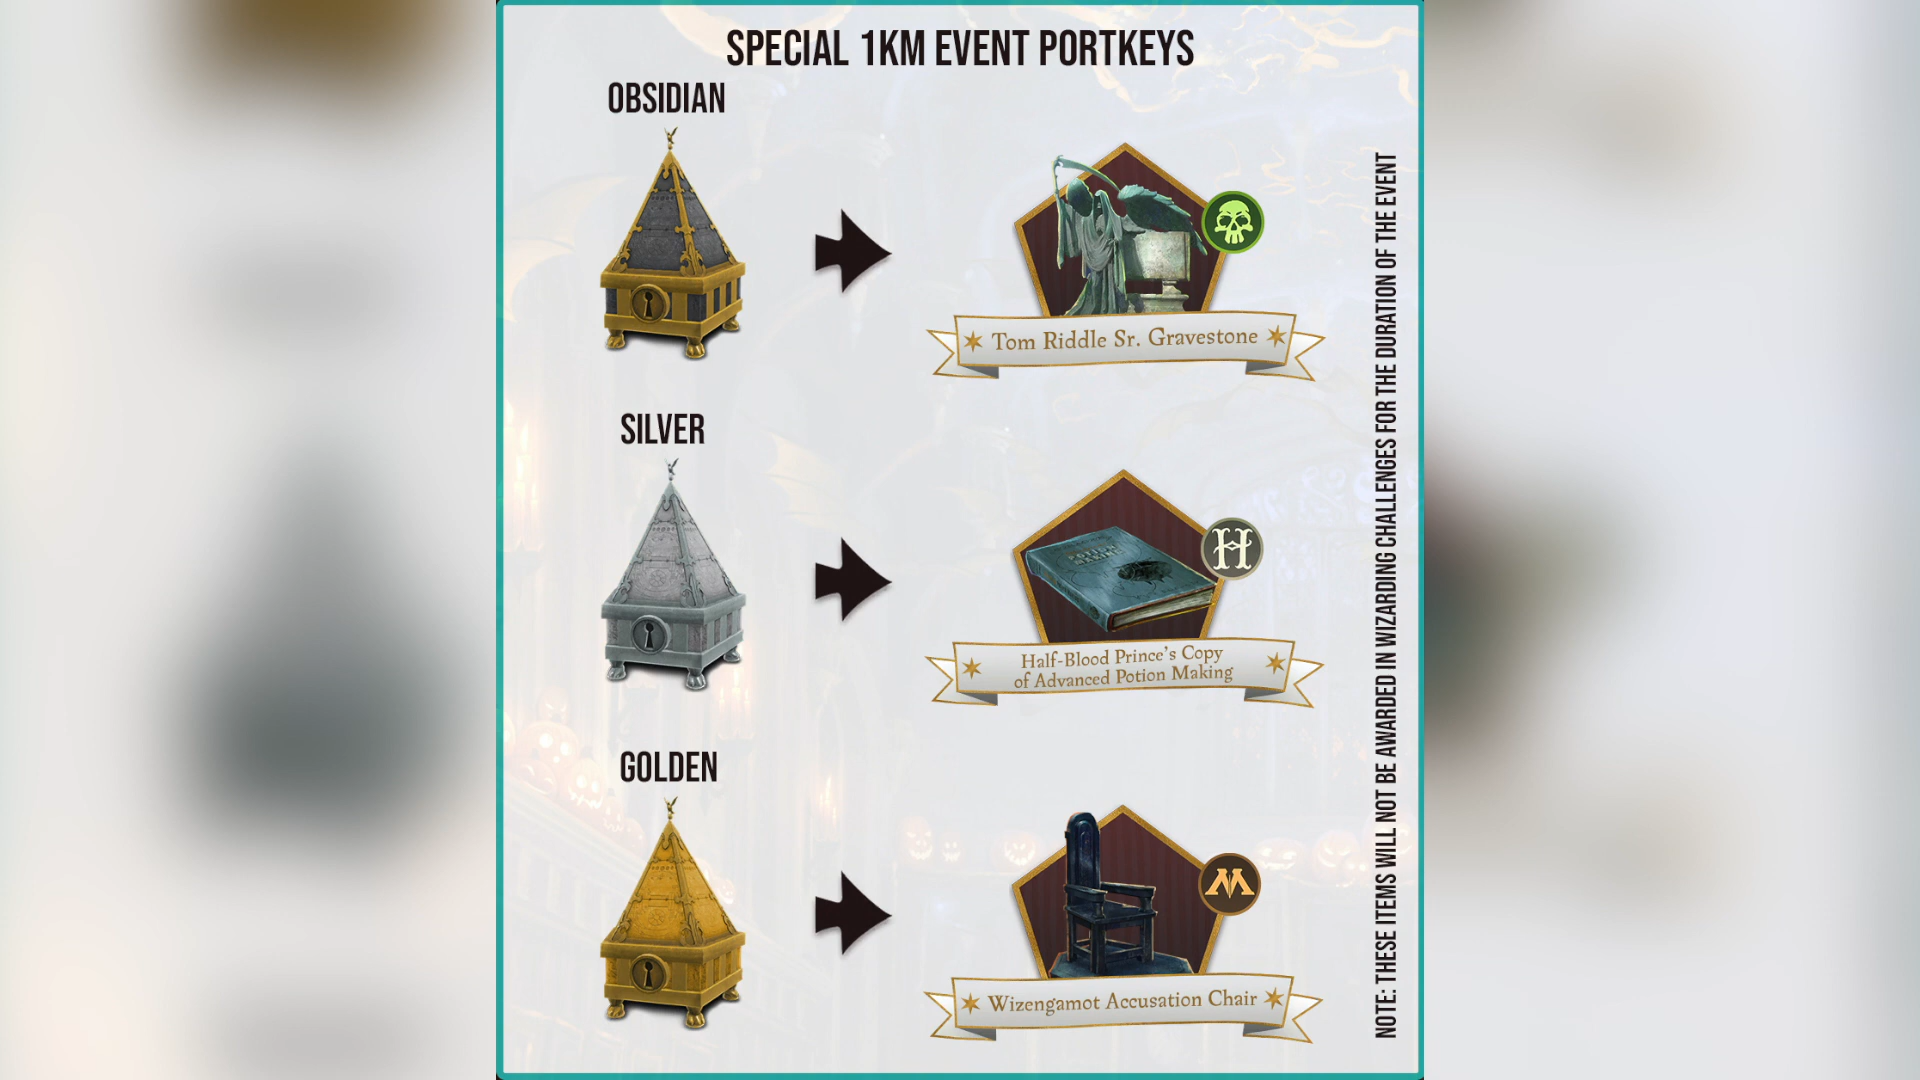 SPECIAL 1KM EVENT PORTKEYS
OBSIDIAN
Tom Riddle Sr. Gravestone
SILVER
POTION
MAKING
H
Half-Blood Prince's Copy
of Advanced Potion Making
GOLDEN
M
Wizengamot Accusation Chair
NOTE: THESE ITEMS WILL NOT BE AWARDED IN WIZARDING CHALLENGES FOR THE DURATION OF THE EVENT